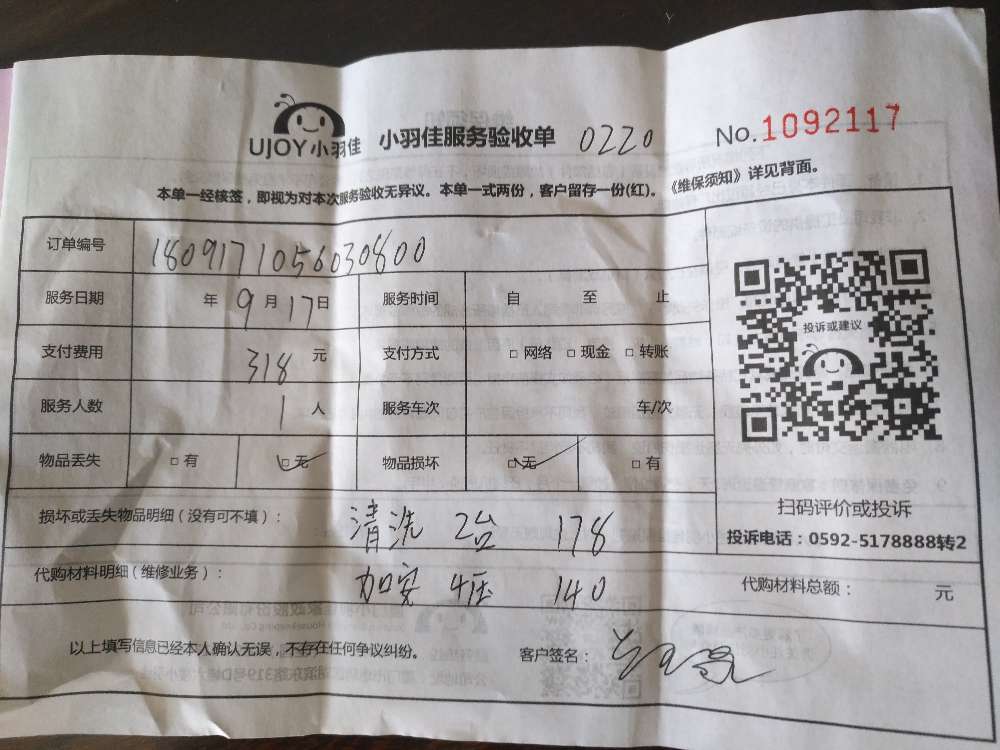 UJOY小羽佳 小羽佳服务验收单 0220 No.1092117
本单一经核签，即视为对本次服务验收无异议。本单一式两份，客户留存一份(红)。《维保须知》详见背面。
订单编号 1809171056030800
服务日期 年9月17日 服务时间 自 至 止
支付费用 318元 支付方式 □ 网络 □ 现金 □ 转账
服务人数 1人 服务车次 车/次
物品丢失 □ 有 □ 无 物品损坏 □ 无 □ 有
投诉或建议
扫码评价或投诉
投诉电话：0592-5178888转2
损坏或丢失物品明细（没有可不填）： 清洗 2台 178
代购材料明细（维修业务）： 4压 140 代购材料总额： 元
以上填写信息已经本人确认无误，不存在任何争议纠纷。 客户签名：